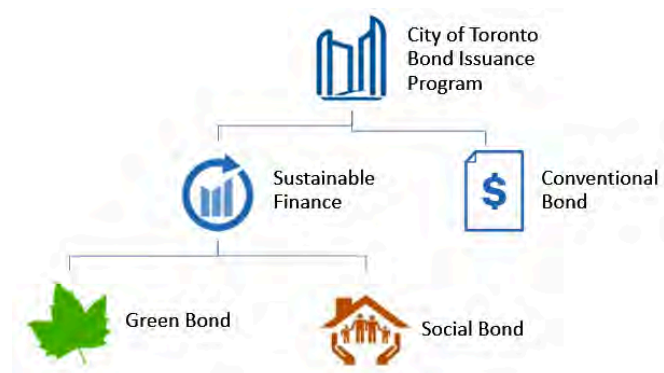 City of Toronto
Bond Issuance
Program
Sustainable
Finance
$
Conventional
Bond
Green Bond
Social Bond